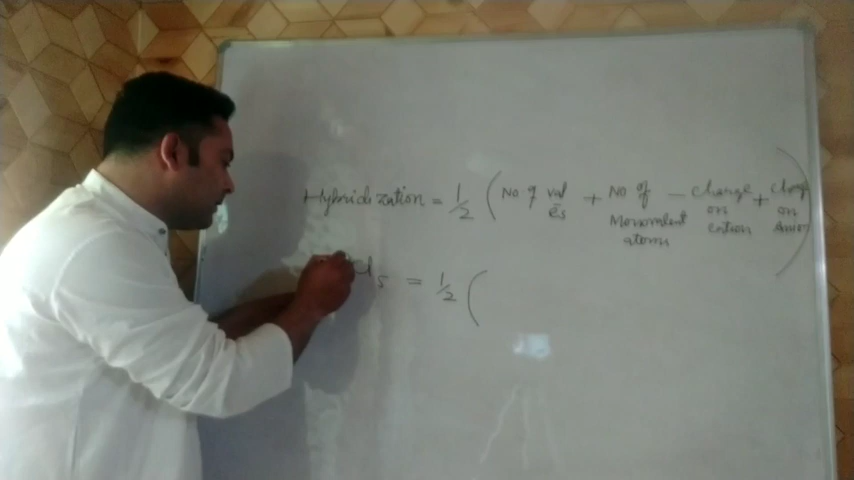 Hybridization = 1/2 ( No of val ēs + No of Monovalent atoms − Charge on Cation + Charge on Anion )
Cl5 = 1/2 (